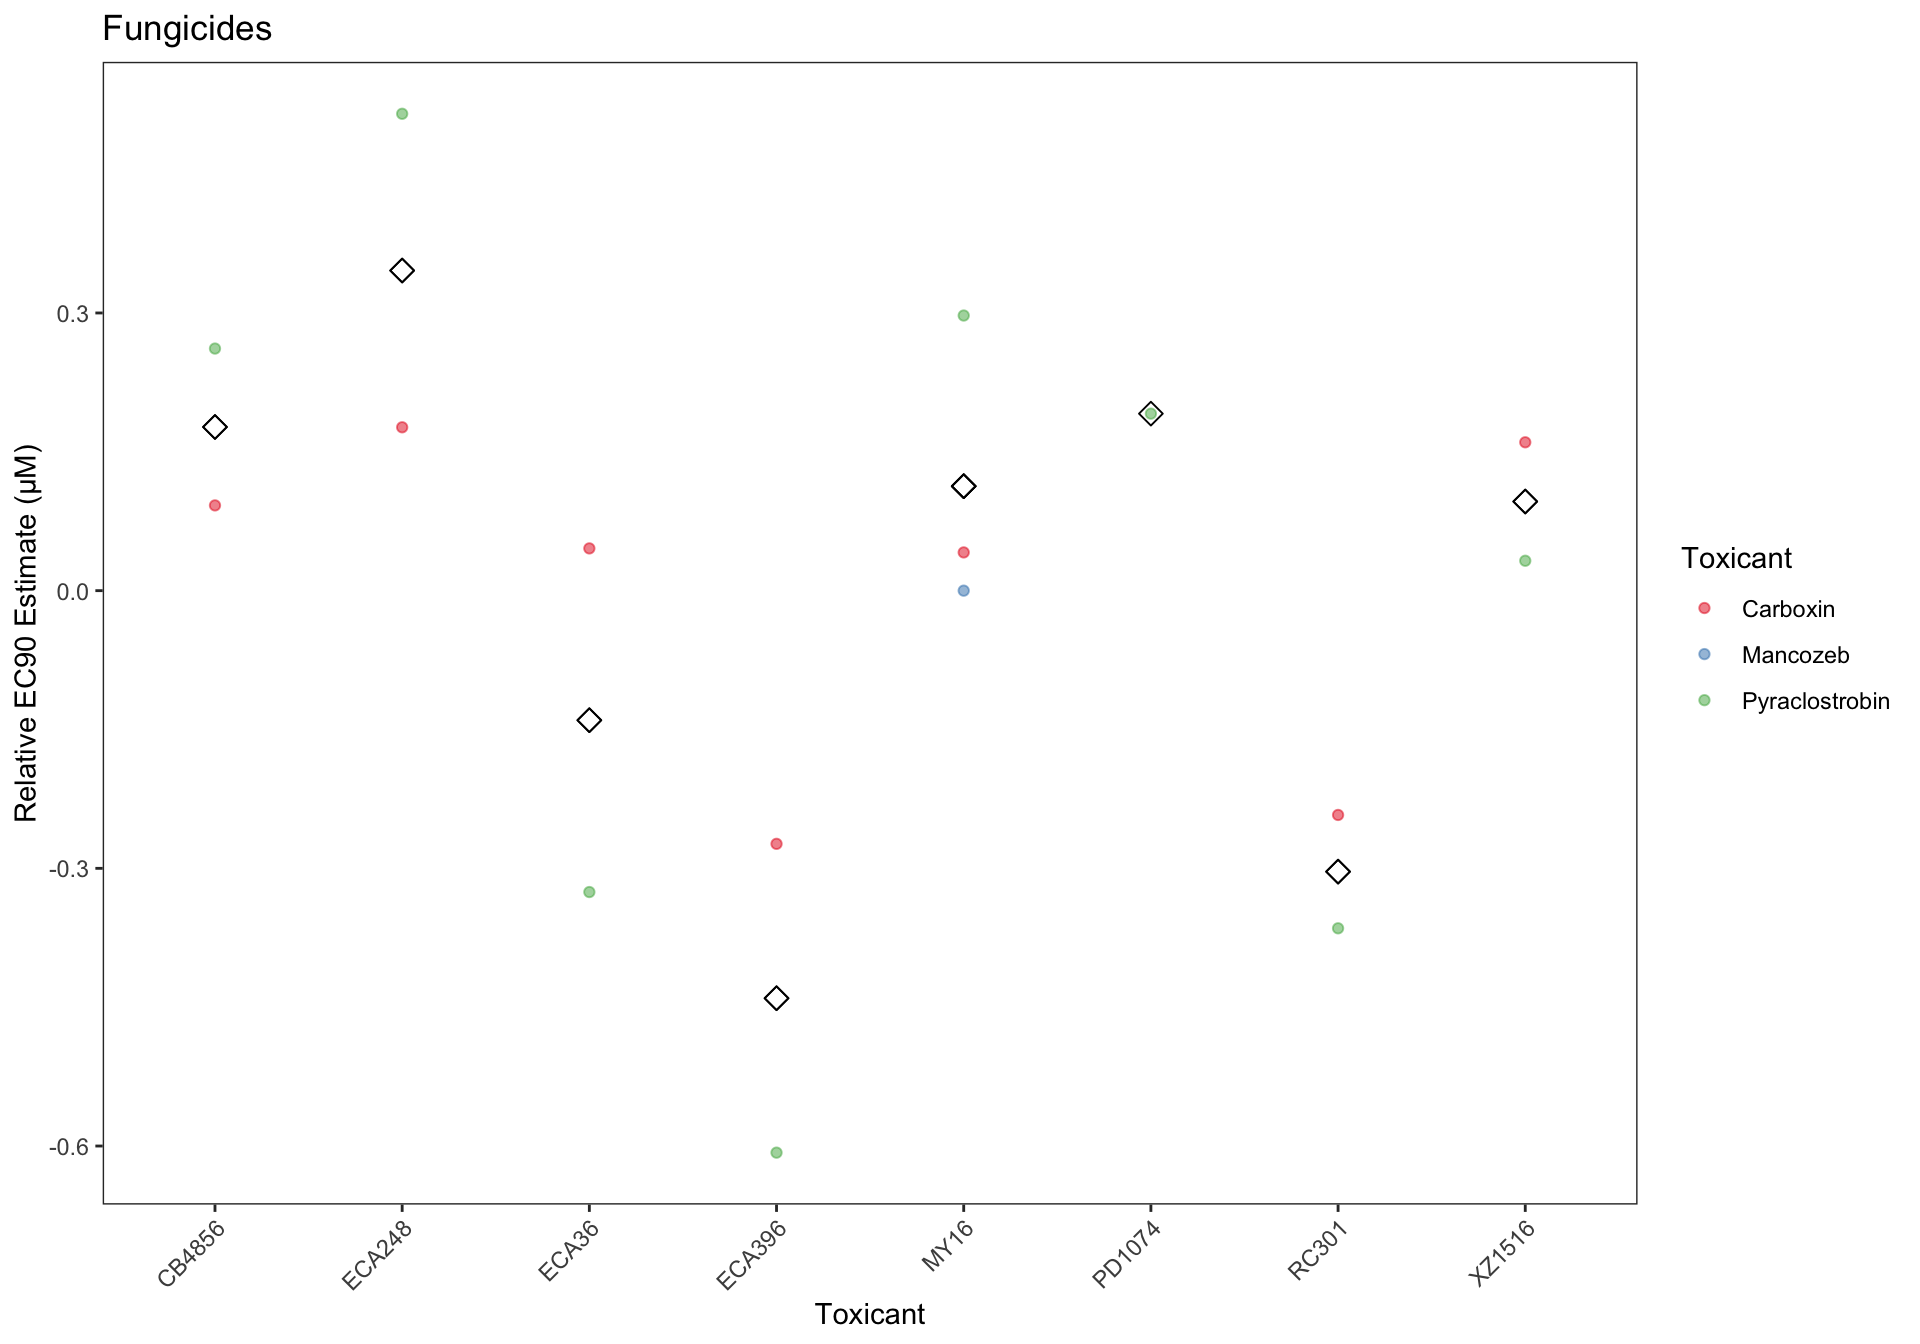 Fungicides
Relative EC90 Estimate (μM)
0.3
0.0
-0.3
-0.6
CB4856
ECA248
ECA36
ECA396
MY16
PD1074
RC301
XZ1516
Toxicant
Toxicant
Carboxin
Mancozeb
Pyraclostrobin